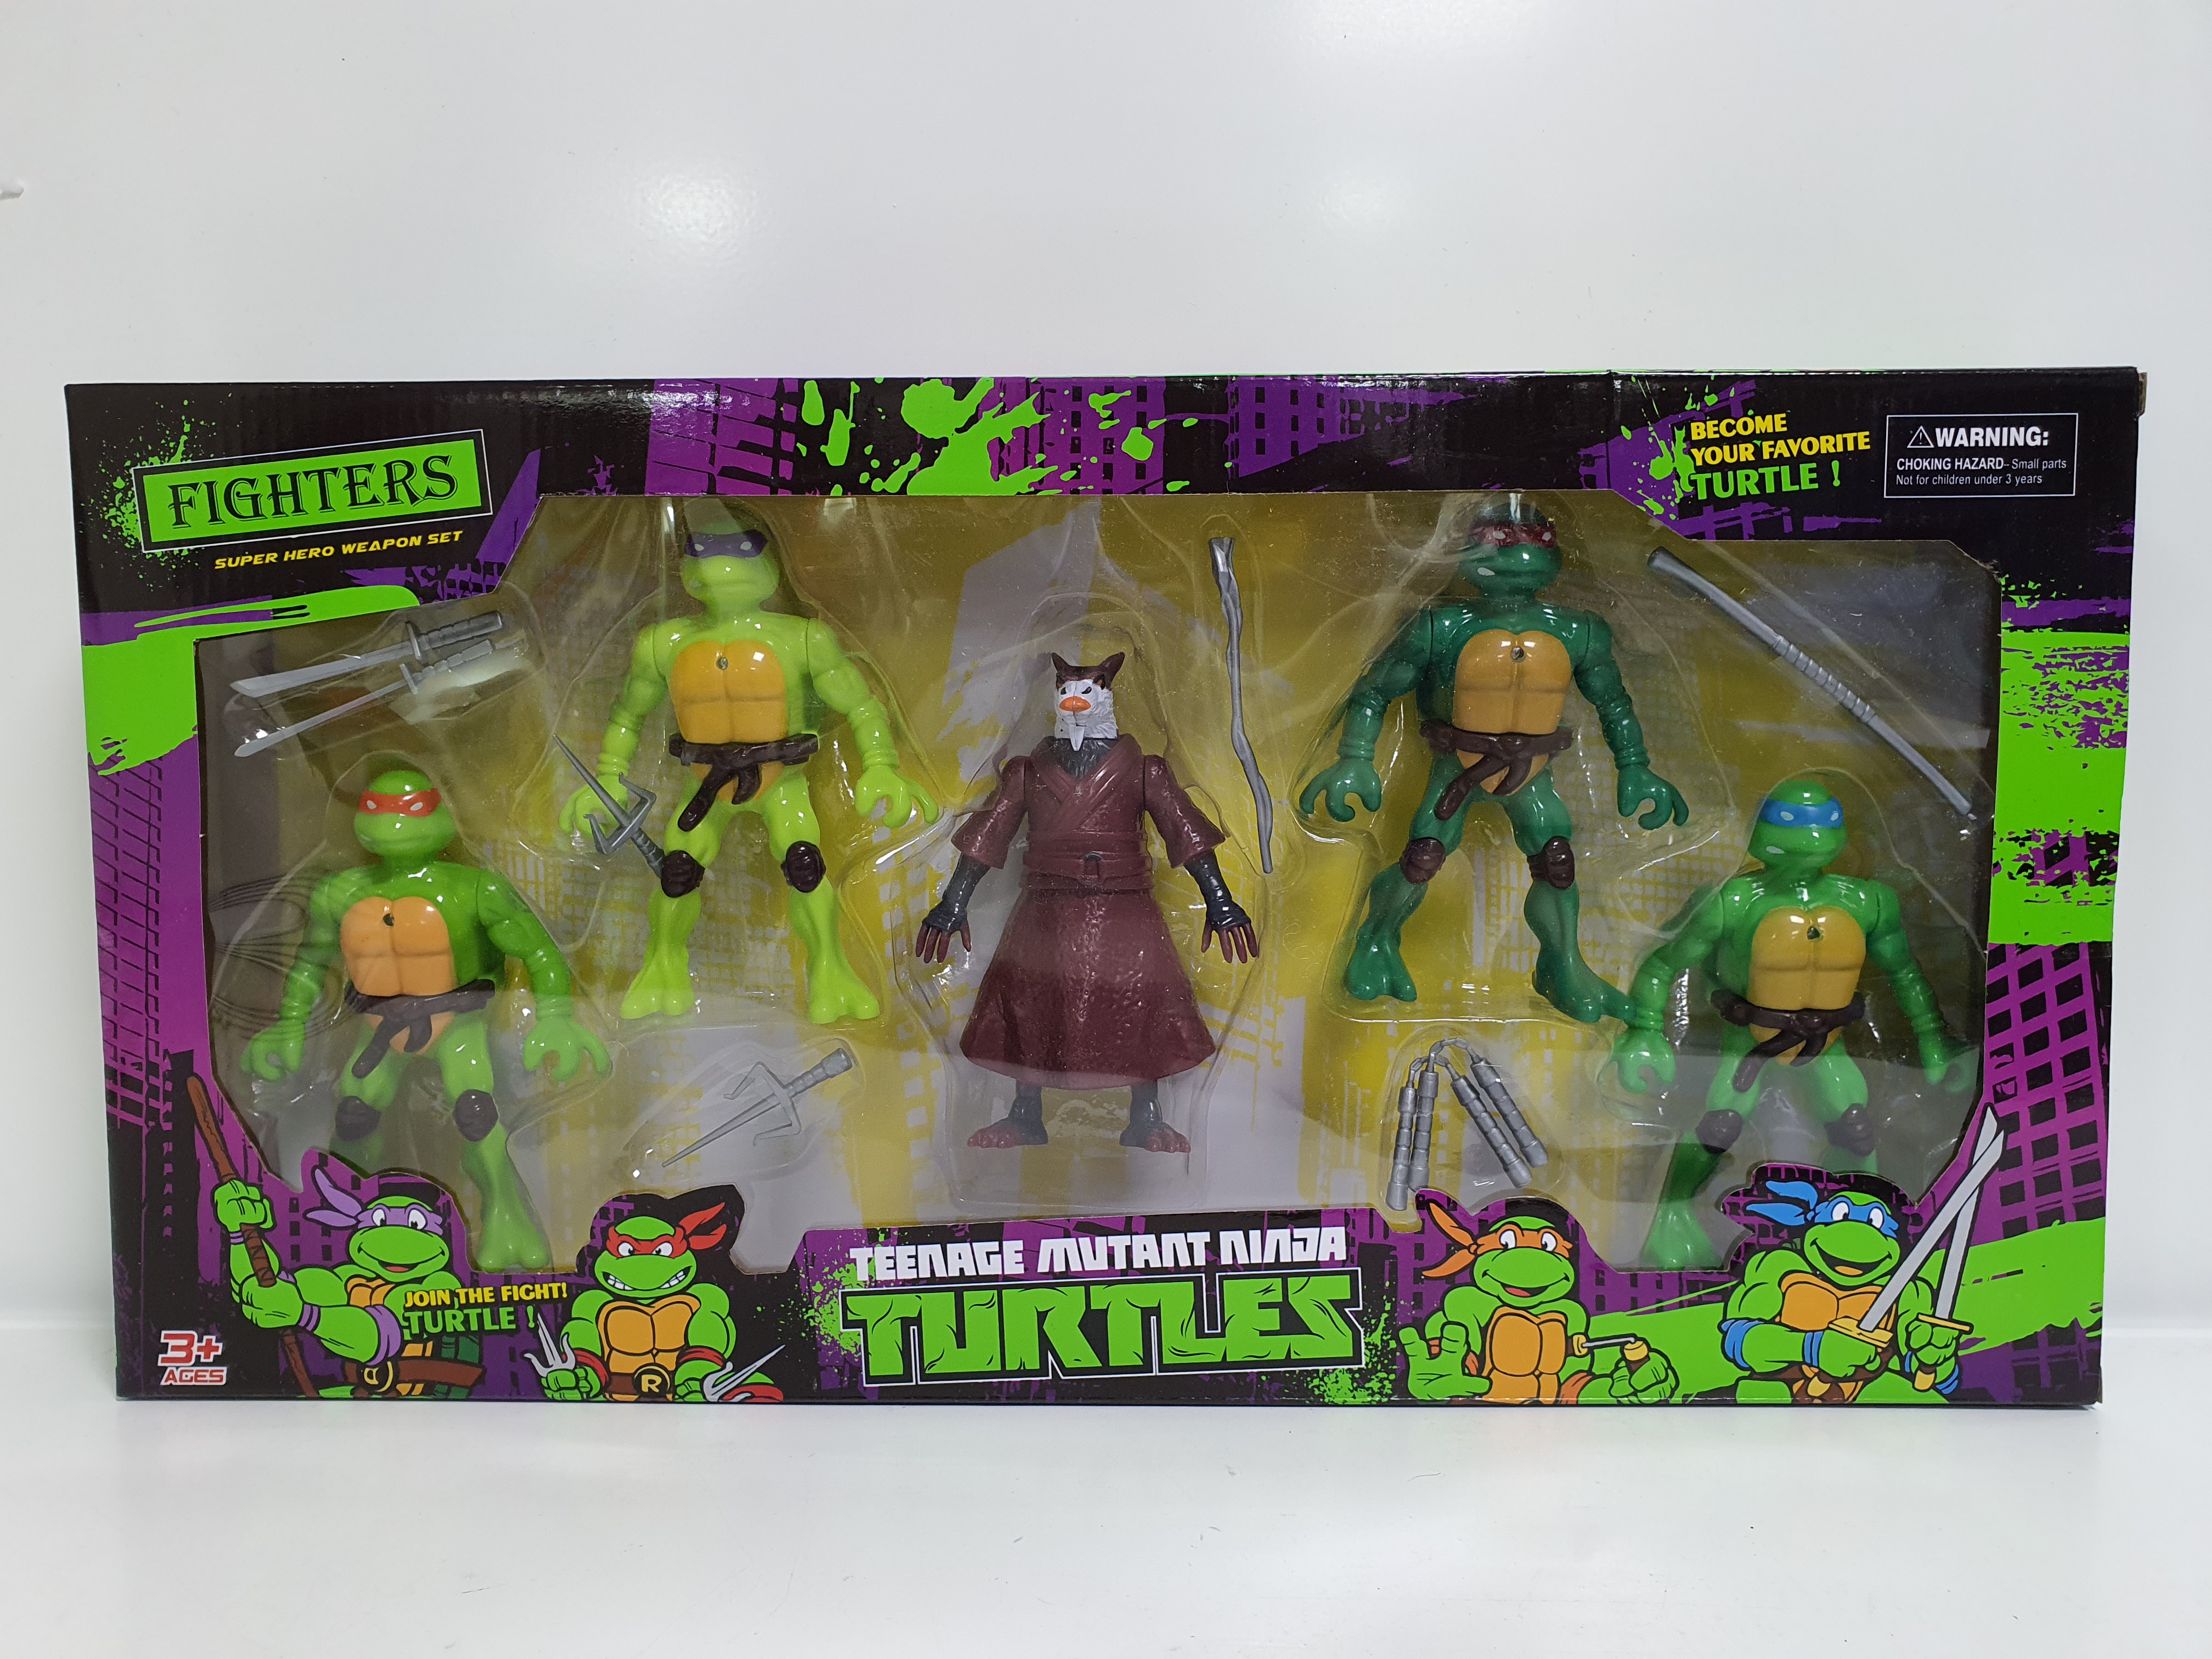 FIGHTERS
SUPER HERO WEAPON SET
BECOME
YOUR FAVORITE
TURTLE !
WARNING:
CHOKING HAZARD-- Small parts
Not for children under 3 years
JOIN THE FIGHT!
TURTLE !
3+
AGES
R
TEENAGE MUTANT NINJA
TURTLES